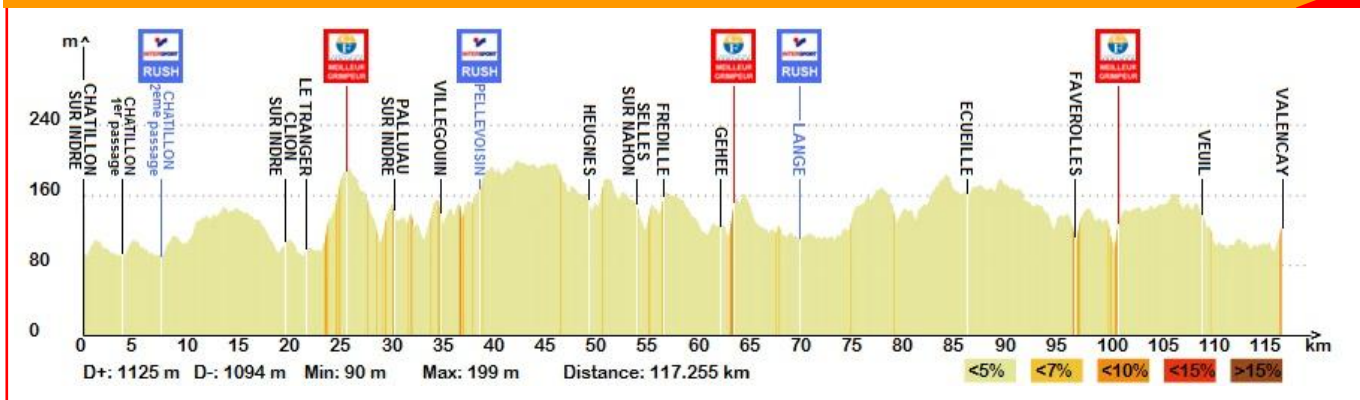 m^
INTERSPORT
RUSH
MEILLEUR
GRIMPEUR
INTERSPORT
RUSH
MEILLEUR
GRIMPEUR
INTERSPORT
RUSH
MEILLEUR
GRIMPEUR
CHATILLON
SUR INDRE
CHATILLON
1er passage
CHATILLON
2eme passage
CLION
SUR INDRE
LE TRANGER
PALLUAU
SUR INDRE
VILLEGOUIN
PELLEVOISIN
HEUGNES
SELLES
SUR NAHON
FREDILLE
GEHEE
LANGE
ECUEILLE
FAVEROLLES
VEUIL
VALENCAY
240
160
80
0
0 5 10 15 20 25 30 35 40 45 50 55 60 65 70 75 80 85 90 95 100 105 110 115 km
D+: 1125 m D-: 1094 m Min: 90 m Max: 199 m Distance: 117.255 km
<5% <7% <10% <15% >15%